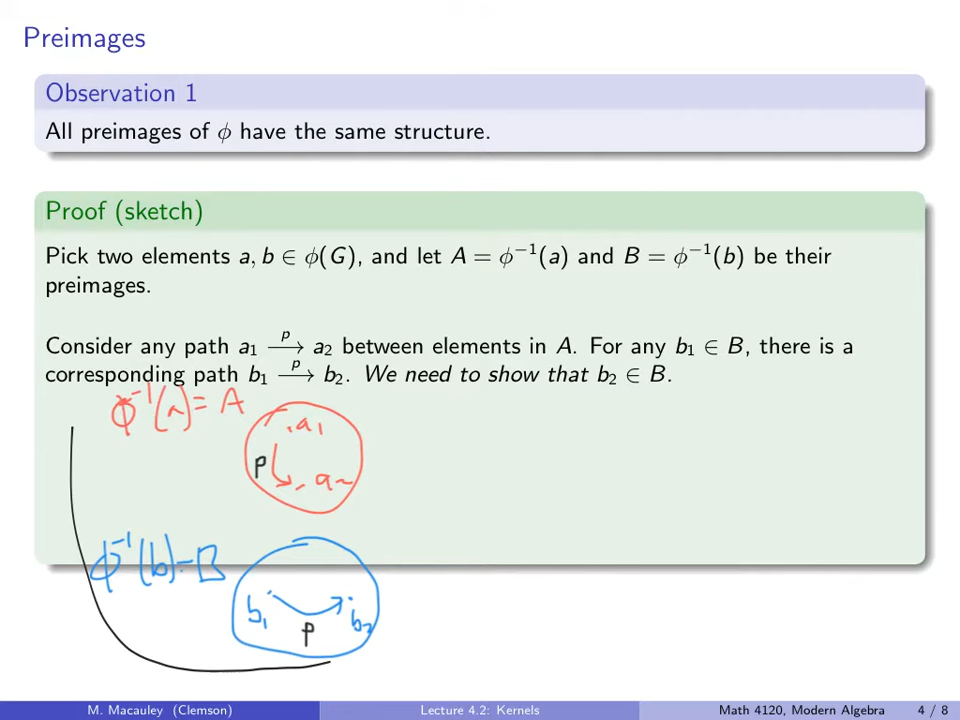 Preimages
Observation 1
All preimages of ϕ have the same structure.
Proof (sketch)
Pick two elements a, b ∈ ϕ(G), and let A = ϕ⁻¹(a) and B = ϕ⁻¹(b) be their
preimages.
Consider any path a₁ —p→ a₂ between elements in A. For any b₁ ∈ B, there is a
corresponding path b₁ —p→ b₂. We need to show that b₂ ∈ B.
ϕ⁻¹(a) = A
a₁
p
a₂
ϕ⁻¹(b) = B
b₁
b₂
p
M. Macauley (Clemson)
Lecture 4.2: Kernels
Math 4120, Modern Algebra
4 / 8